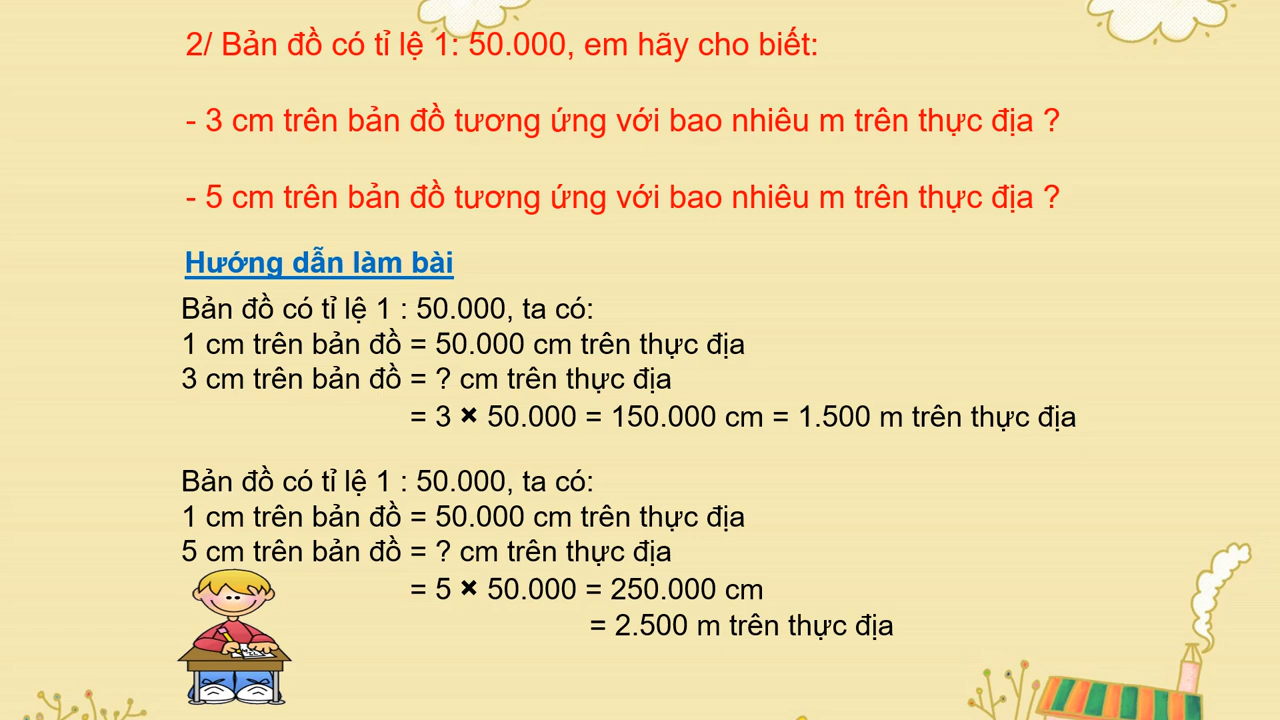 2/ Bản đồ có tỉ lệ 1: 50.000, em hãy cho biết:
- 3 cm trên bản đồ tương ứng với bao nhiêu m trên thực địa ?
- 5 cm trên bản đồ tương ứng với bao nhiêu m trên thực địa ?
Hướng dẫn làm bài
Bản đồ có tỉ lệ 1 : 50.000, ta có:
1 cm trên bản đồ = 50.000 cm trên thực địa
3 cm trên bản đồ = ? cm trên thực địa
= 3 × 50.000 = 150.000 cm = 1.500 m trên thực địa
Bản đồ có tỉ lệ 1 : 50.000, ta có:
1 cm trên bản đồ = 50.000 cm trên thực địa
5 cm trên bản đồ = ? cm trên thực địa
= 5 × 50.000 = 250.000 cm
= 2.500 m trên thực địa